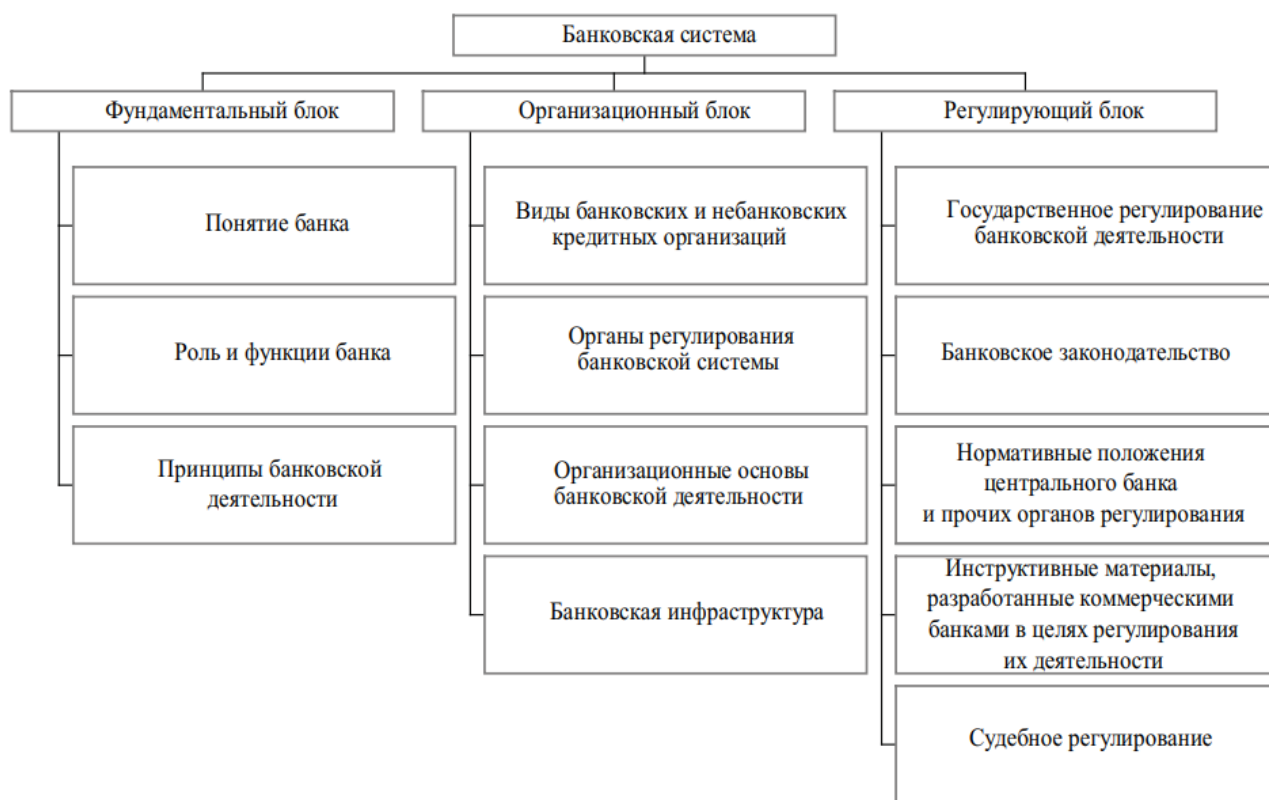 Банковская система
Фундаментальный блок
Организационный блок
Регулирующий блок
Понятие банка
Роль и функции банка
Принципы банковской
деятельности
Виды банковских и небанковских
кредитных организаций
Органы регулирования
банковской системы
Организационные основы
банковской деятельности
Банковская инфраструктура
Государственное регулирование
банковской деятельности
Банковское законодательство
Нормативные положения
центрального банка
и прочих органов регулирования
Инструктивные материалы,
разработанные коммерческими
банками в целях регулирования
их деятельности
Судебное регулирование